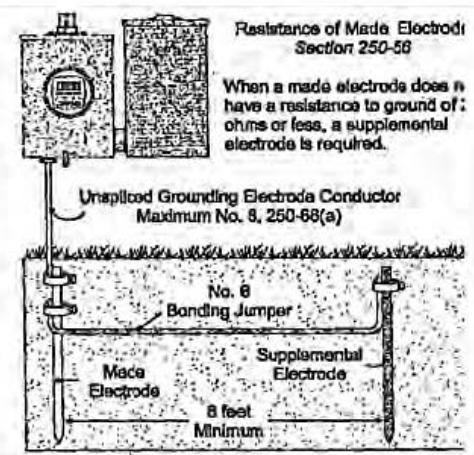 Resistance of Made Electrod
Section 250-56
When a made electrode does n
have a resistance to ground of
ohms or less, a supplemental
electrode is required.
Unspliced Grounding Electrode Conductor
Maximum No. 6, 250-66(a)
No. 6
Bonding Jumper
Made
Electrode
Supplemental
Electrode
8 feet
Minimum